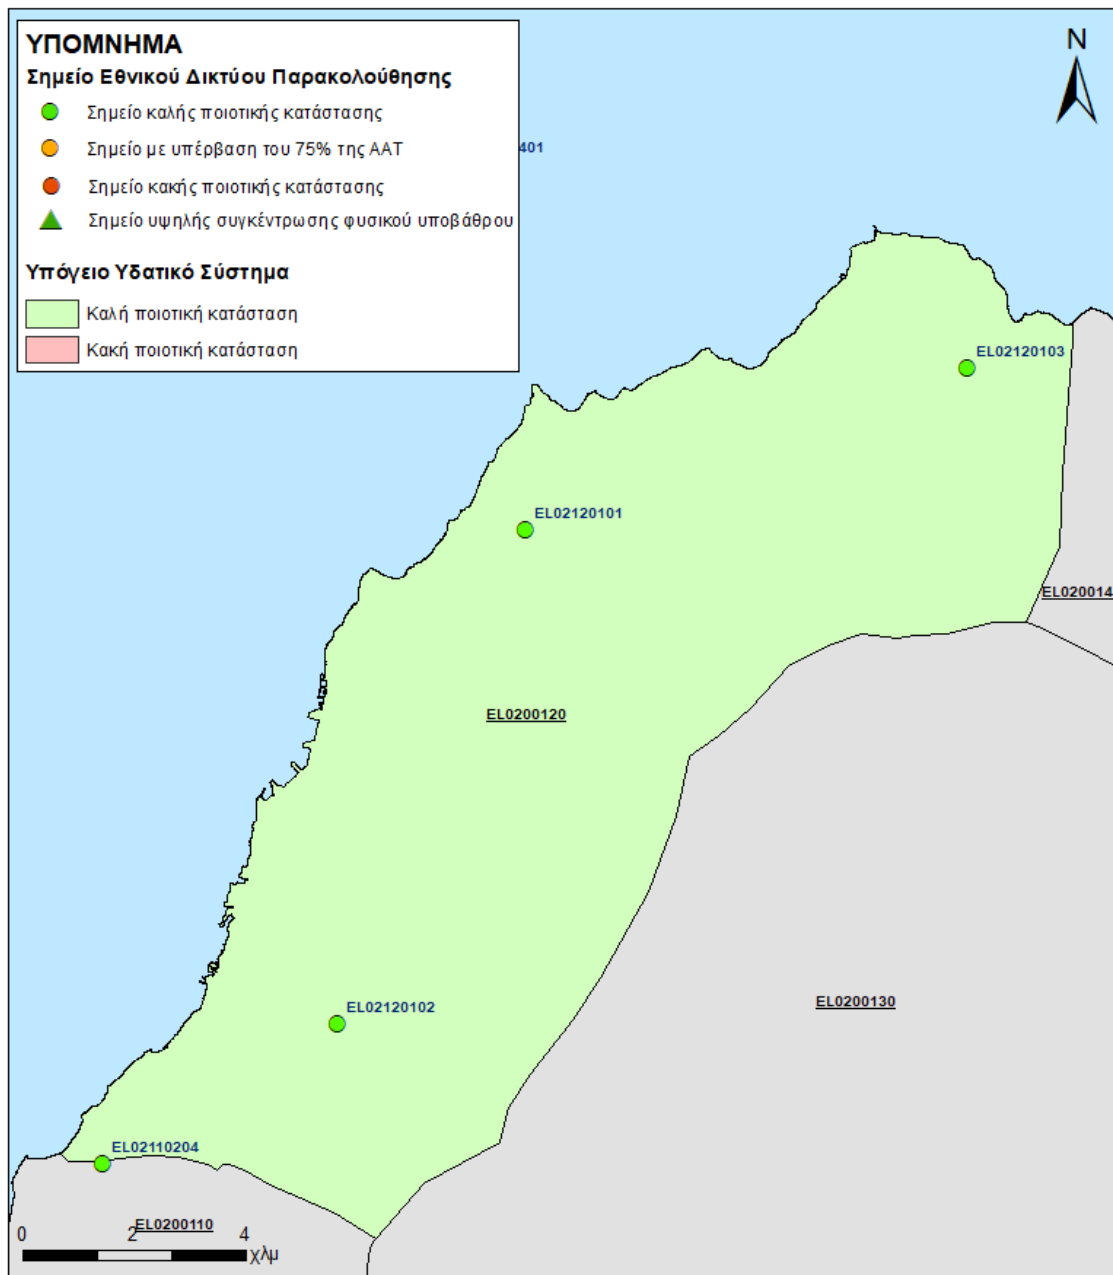 ΥΠΟΜΝΗΜΑ
Σημείο Εθνικού Δικτύου Παρακολούθησης
Σημείο καλής ποιοτικής κατάστασης
Σημείο με υπέρβαση του 75% της ΑΑΤ
Σημείο κακής ποιοτικής κατάστασης
Σημείο υψηλής συγκέντρωσης φυσικού υποβάθρου
Υπόγειο Υδατικό Σύστημα
Καλή ποιοτική κατάσταση
Κακή ποιοτική κατάσταση
N
401
EL02120103
EL02120101
EL020014
EL0200120
EL0200130
EL02120102
EL02110204
EL0200110
0 2 4
χλμ